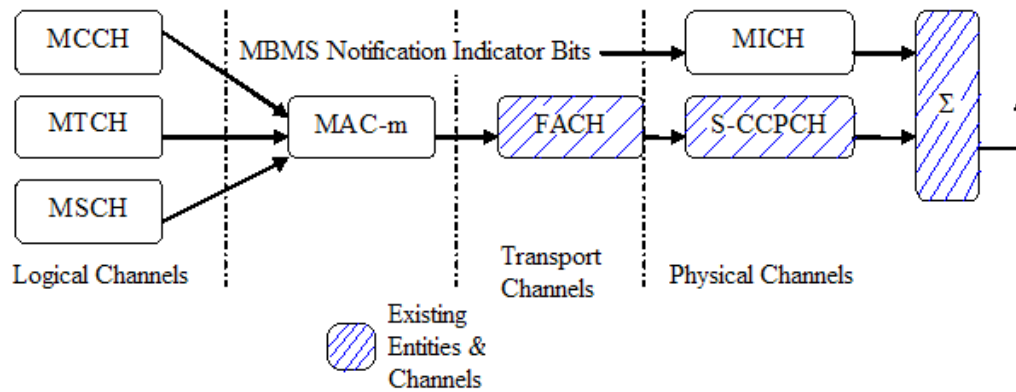 MCCH
MBMS Notification Indicator Bits
MICH
MTCH
MAC-m
FACH
S-CCPCH
Σ
MSCH
Logical Channels
Transport
Channels
Physical Channels
Existing
Entities &
Channels